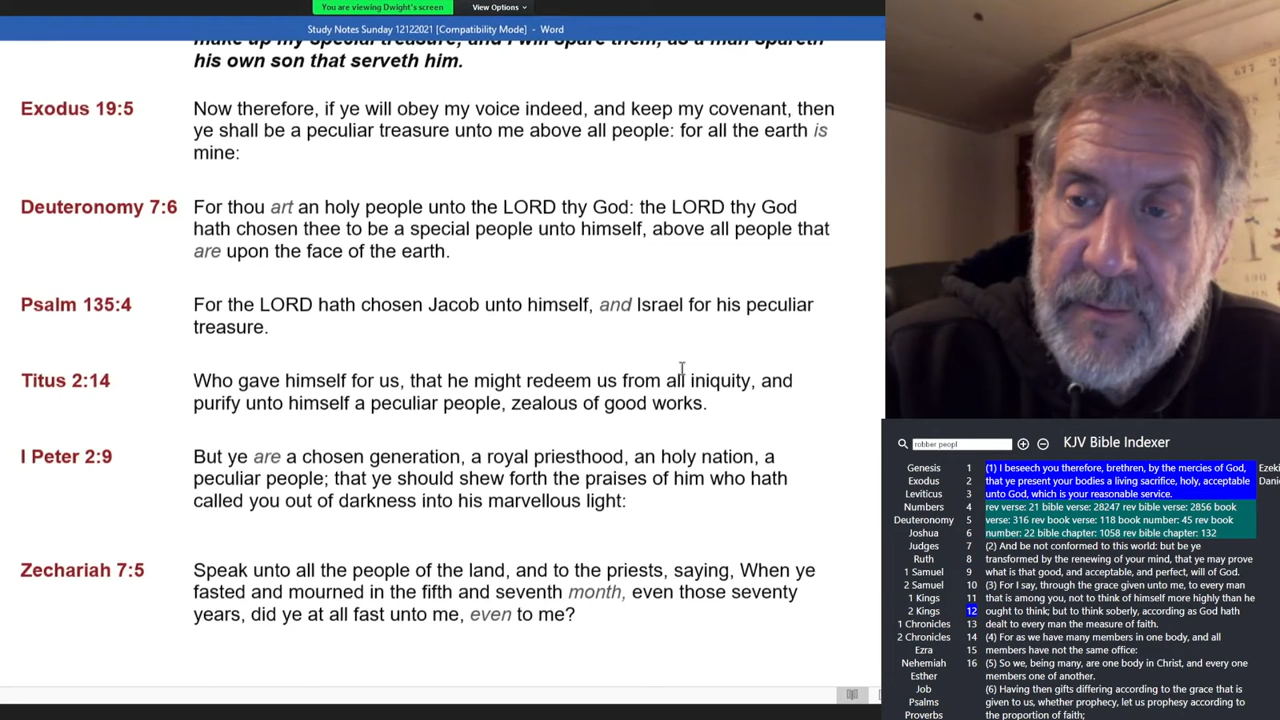 You are viewing Dwight's screen
View Options
Study Notes Sunday 12122021 [Compatibility Mode] - Word
make up my special treasure; and I will spare them, as a man spareth
his own son that serveth him.
Exodus 19:5
Now therefore, if ye will obey my voice indeed, and keep my covenant, then
ye shall be a peculiar treasure unto me above all people: for all the earth is
mine:
Deuteronomy 7:6
For thou art an holy people unto the LORD thy God: the LORD thy God
hath chosen thee to be a special people unto himself, above all people that
are upon the face of the earth.
Psalm 135:4
For the LORD hath chosen Jacob unto himself, and Israel for his peculiar
treasure.
Titus 2:14
Who gave himself for us, that he might redeem us from all iniquity, and
purify unto himself a peculiar people, zealous of good works.
I Peter 2:9
But ye are a chosen generation, a royal priesthood, an holy nation, a
peculiar people; that ye should shew forth the praises of him who hath
called you out of darkness into his marvellous light:
Zechariah 7:5
Speak unto all the people of the land, and to the priests, saying, When ye
fasted and mourned in the fifth and seventh month, even those seventy
years, did ye at all fast unto me, even to me?
robber peopl
KJV Bible Indexer
Genesis 1
Exodus 2
Leviticus 3
Numbers 4
Deuteronomy 5
Joshua 6
Judges 7
Ruth 8
1 Samuel 9
2 Samuel 10
1 Kings 11
2 Kings 12
1 Chronicles 13
2 Chronicles 14
Ezra 15
Nehemiah 16
Esther
Job
Psalms
Proverbs
(1) I beseech you therefore, brethren, by the mercies of God,
that ye present your bodies a living sacrifice, holy, acceptable
unto God, which is your reasonable service.
rev verse: 21 bible verse: 28247 rev bible verse: 2856 book
verse: 316 rev book verse: 118 book number: 45 rev book
number: 22 bible chapter: 1058 rev bible chapter: 132
(2) And be not conformed to this world: but be ye
transformed by the renewing of your mind, that ye may prove
what is that good, and acceptable, and perfect, will of God.
(3) For I say, through the grace given unto me, to every man
that is among you, not to think of himself more highly than he
ought to think; but to think soberly, according as God hath
dealt to every man the measure of faith.
(4) For as we have many members in one body, and all
members have not the same office:
(5) So we, being many, are one body in Christ, and every one
members one of another.
(6) Having then gifts differing according to the grace that is
given to us, whether prophecy, let us prophesy according to
the proportion of faith;
Ezeki
Danie